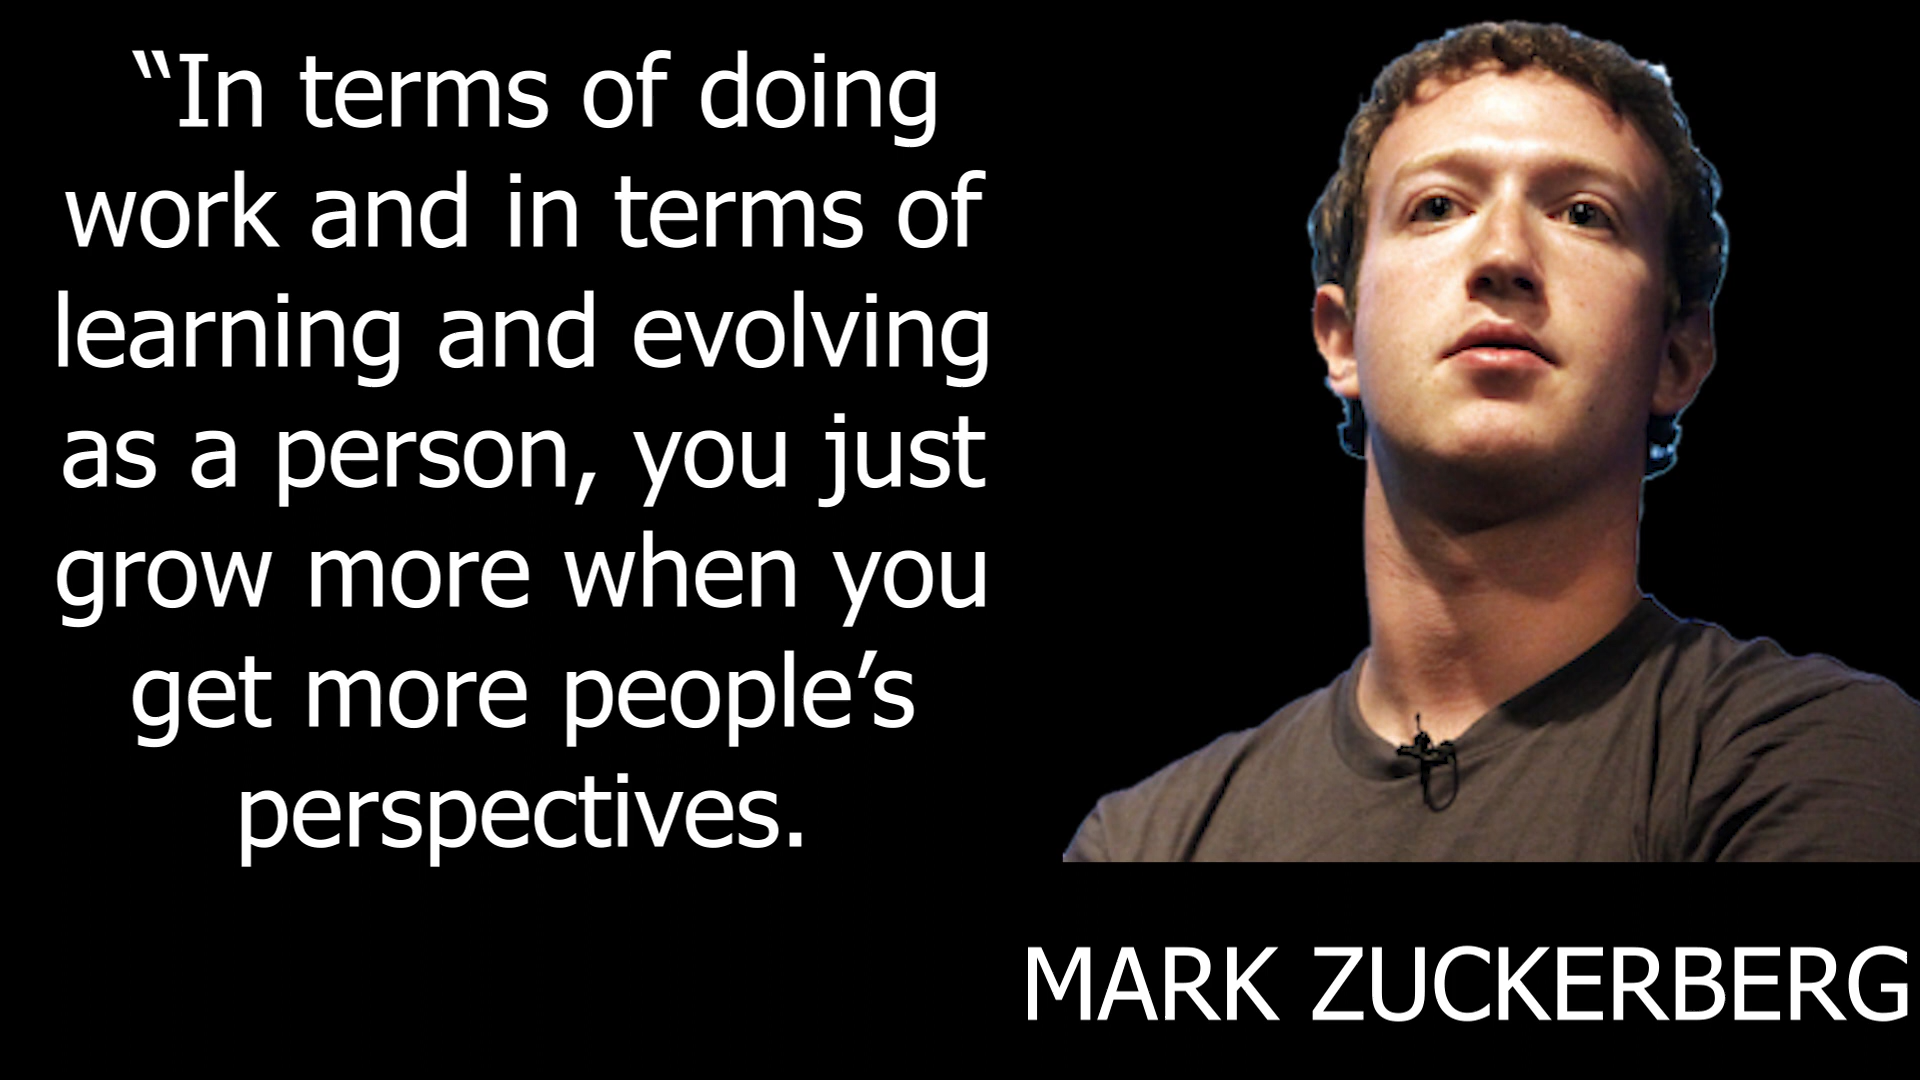 “In terms of doing
work and in terms of
learning and evolving
as a person, you just
grow more when you
get more people’s
perspectives.
MARK ZUCKERBERG